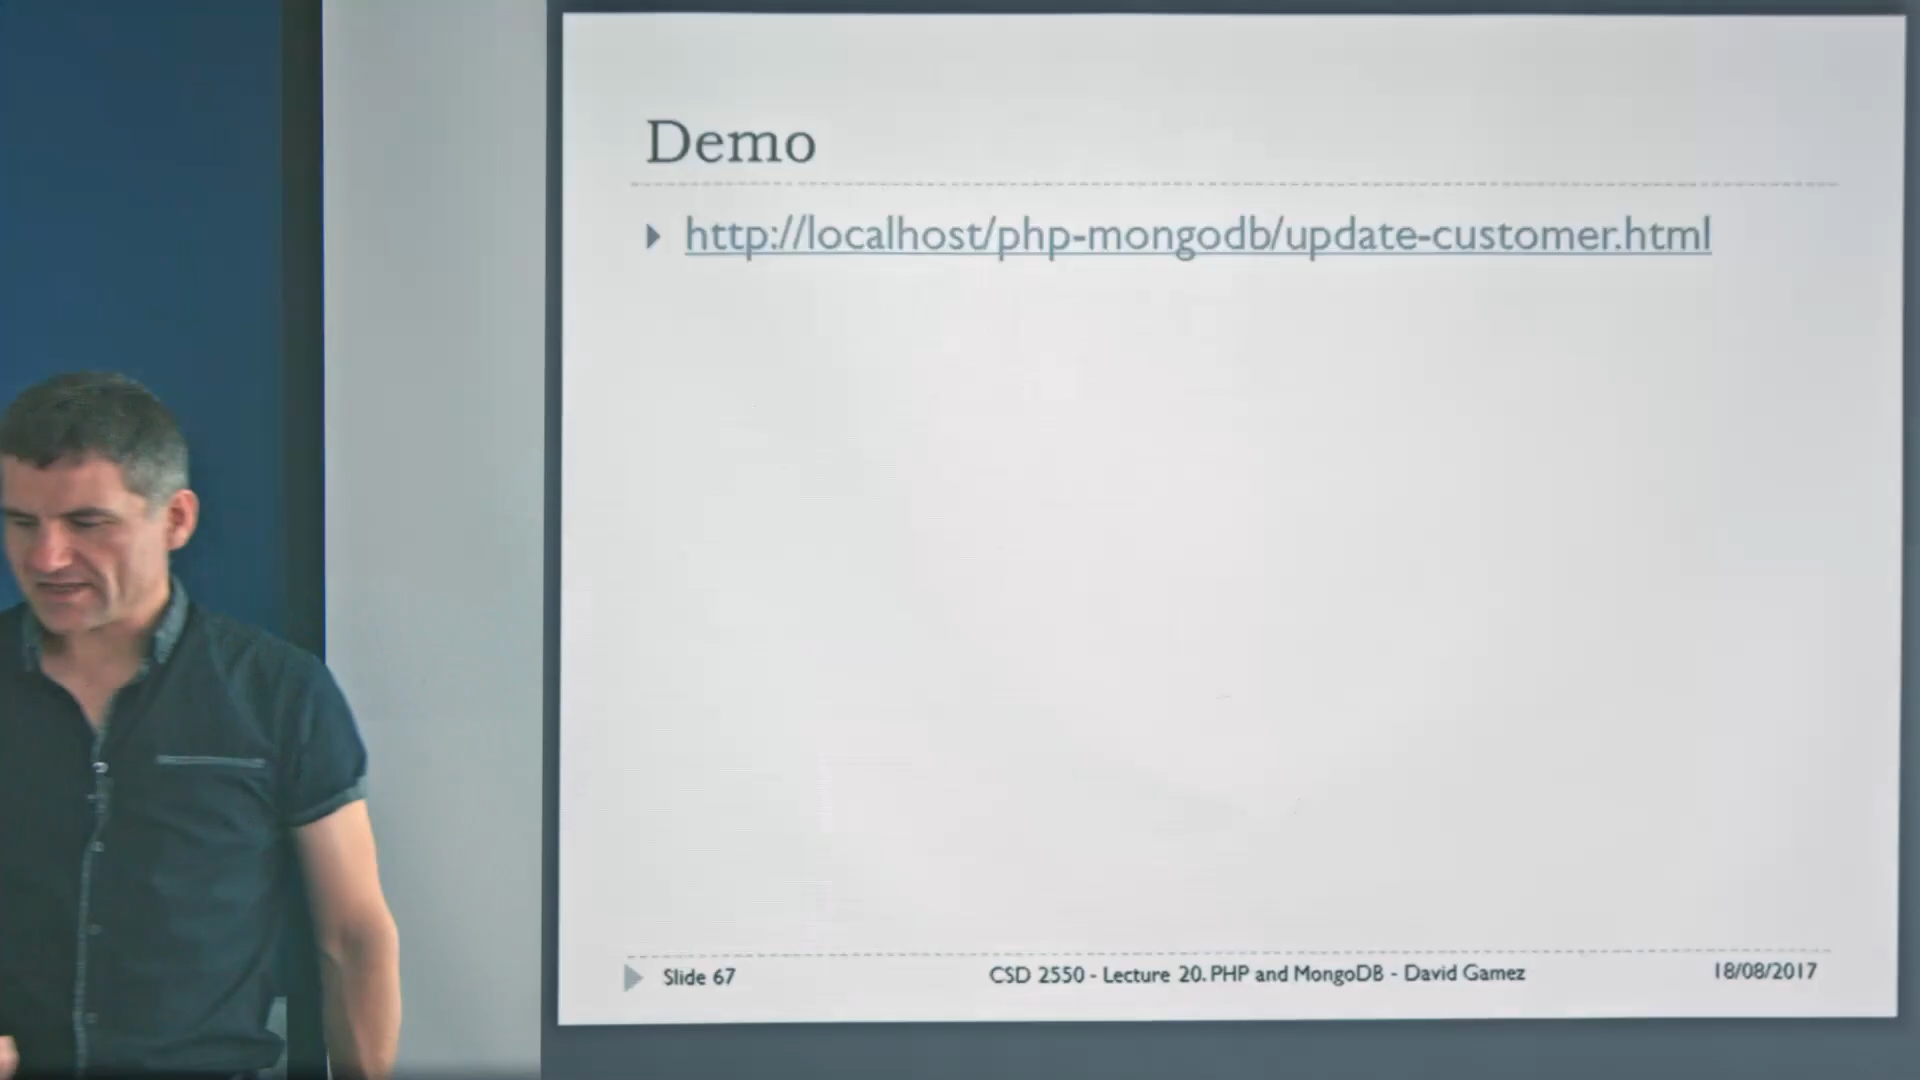 Demo
http://localhost/php-mongodb/update-customer.html
Slide 67
CSD 2550 - Lecture 20. PHP and MongoDB - David Gamez
18/08/2017